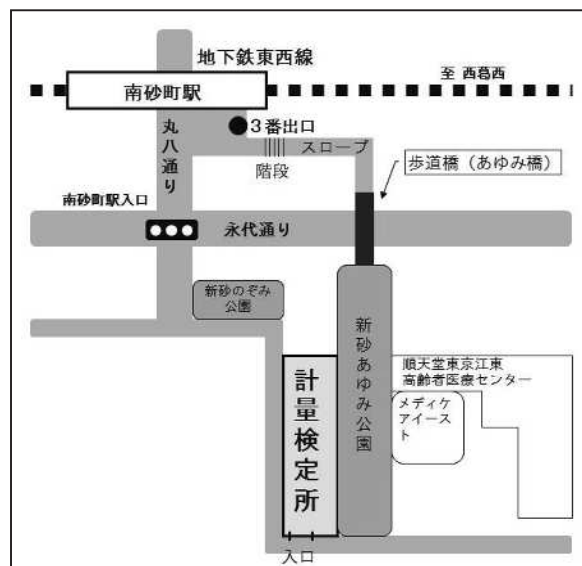 地下鉄東西線
至 西葛西
南砂町駅
3番出口
スロープ
階段
丸八通り
歩道橋（あゆみ橋）
南砂町駅入口
永代通り
新砂のぞみ
公園
新砂あゆみ公園
順天堂東京江東
高齢者医療センター
メディケ
アイース
ト
計量検定所
入口